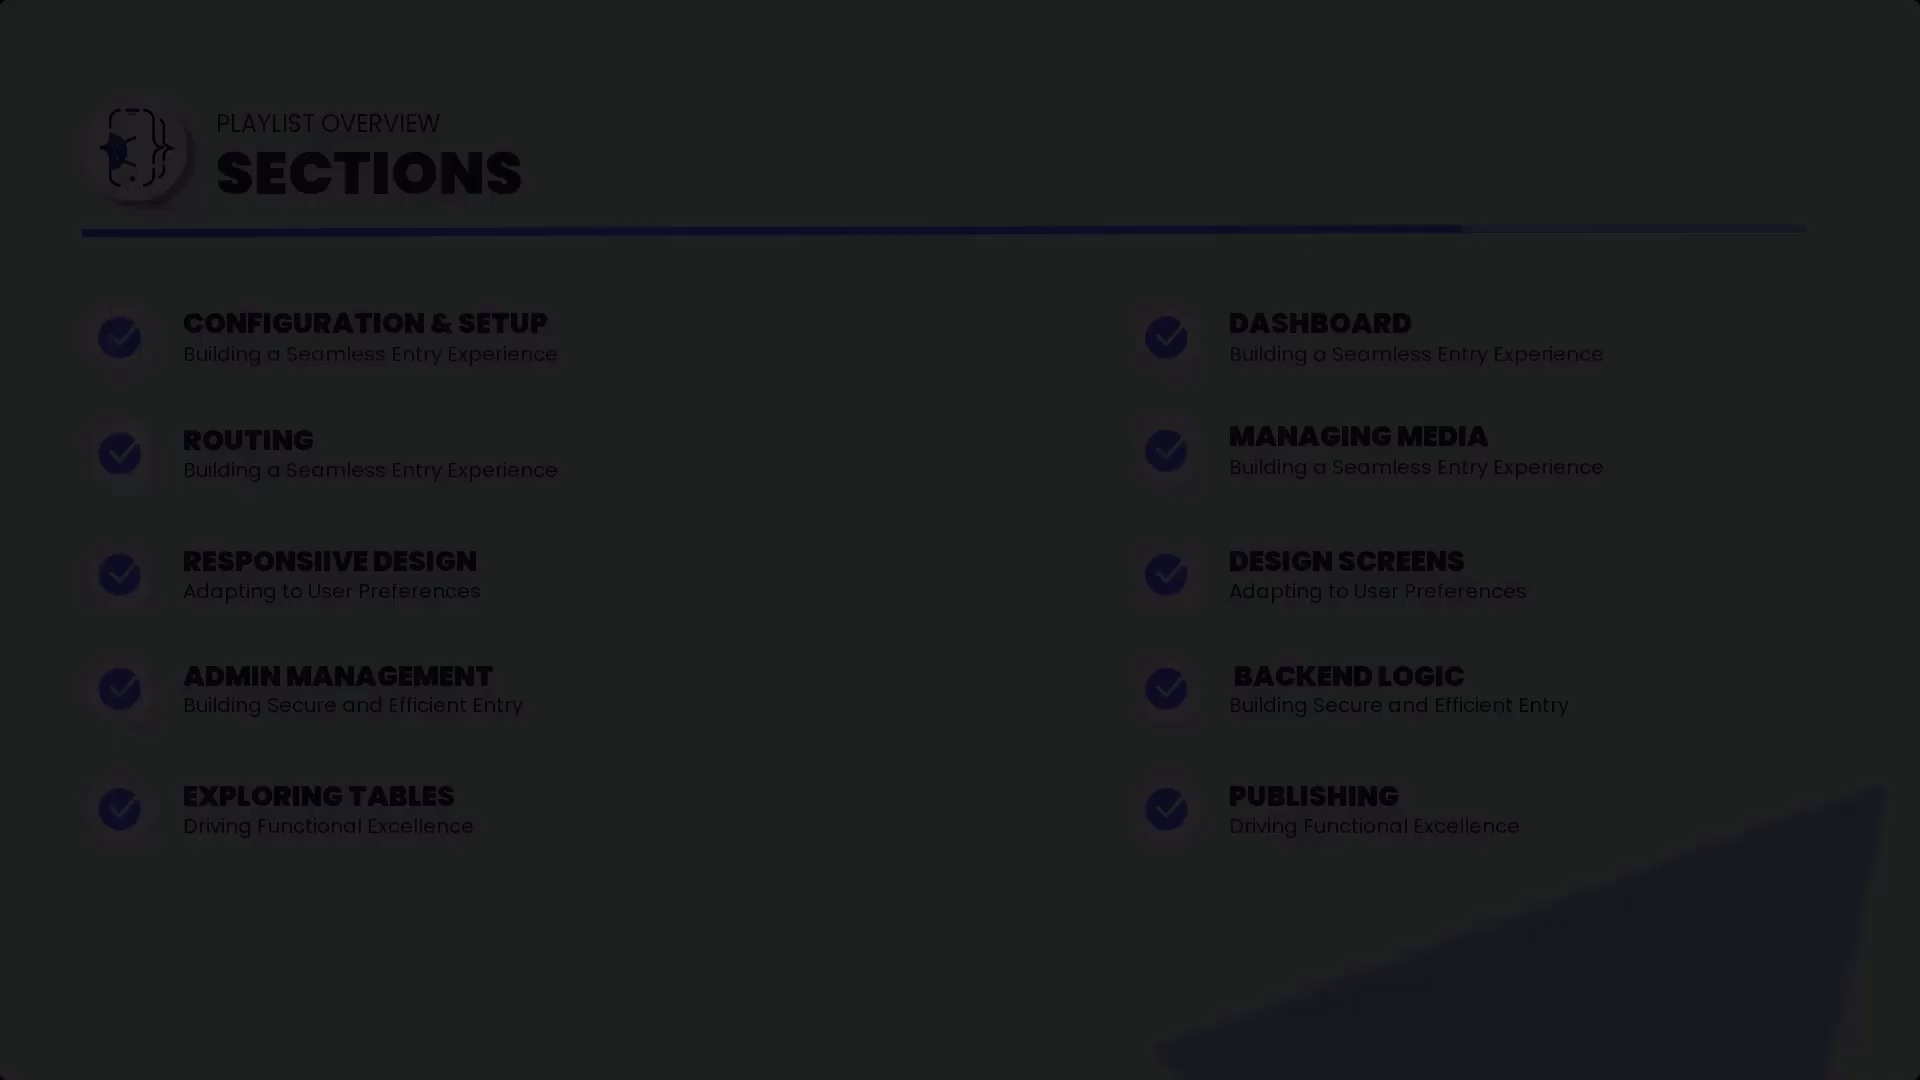 PLAYLIST OVERVIEW
SECTIONS
CONFIGURATION & SETUP
Building a Seamless Entry Experience
ROUTING
Building a Seamless Entry Experience
RESPONSIIVE DESIGN
Adapting to User Preferences
ADMIN MANAGEMENT
Building Secure and Efficient Entry
EXPLORING TABLES
Driving Functional Excellence
DASHBOARD
Building a Seamless Entry Experience
MANAGING MEDIA
Building a Seamless Entry Experience
DESIGN SCREENS
Adapting to User Preferences
BACKEND LOGIC
Building Secure and Efficient Entry
PUBLISHING
Driving Functional Excellence